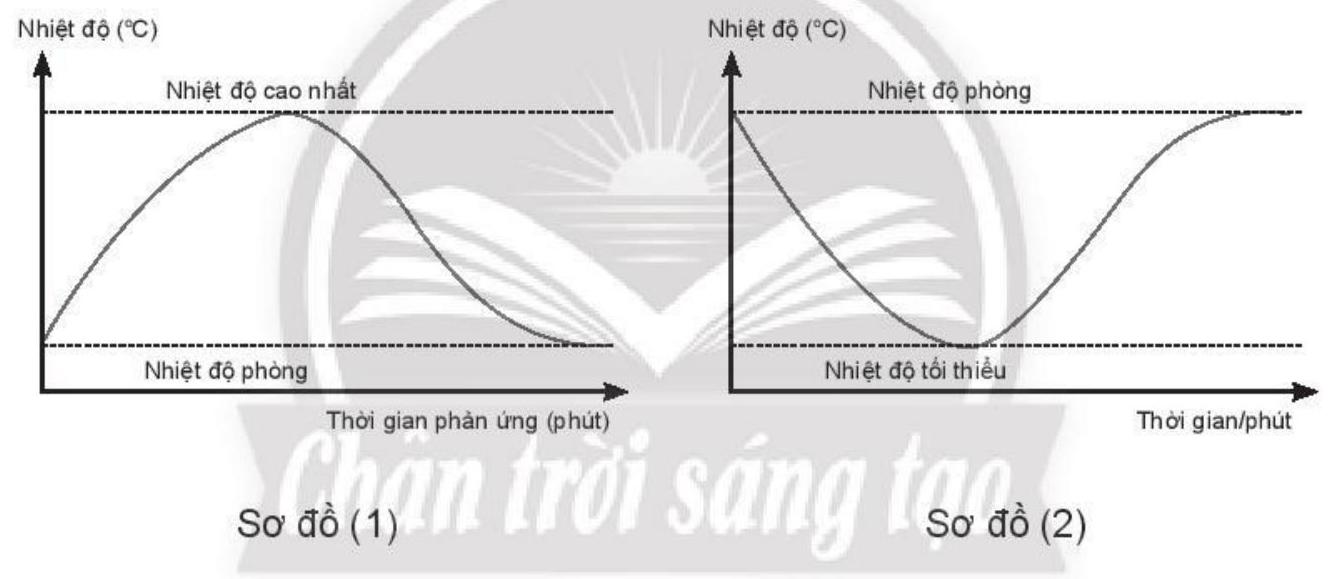 Nhiệt độ (°C)
Nhiệt độ cao nhất
Nhiệt độ phòng
Thời gian phản ứng (phút)
Sơ đồ (1)
Nhiệt độ (°C)
Nhiệt độ phòng
Nhiệt độ tối thiểu
Thời gian/phút
Sơ đồ (2)
Chân trời sáng tạo